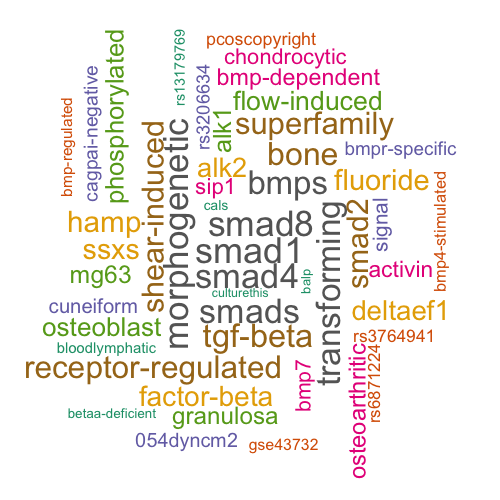 pcoscopyright
chondrocytic
bmp-dependent
flow-induced
superfamily
bone
bmpr-specific
alk2
fluoride
sip1
bmps
cals
hamp
smad8
ssxs
smad1
mg63
smad4
activin
culturethis
cuneiform
smads
deltaef1
osteoblast
tgf-beta
rs3764941
bloodlymphatic
receptor-regulated
factor-beta
betaa-deficient
granulosa
054dyncm2
gse43732
bmp-regulated
cagpai-negative
phosphorylated
shear-induced
rs13179769
morphogenetic
rs3206634
alk1
balp
bmp7
transforming
smad2
osteoarthritic
signal
rs6871224
bmp4-stimulated